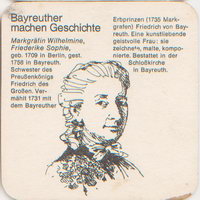 Bayreuther
machen Geschichte
Markgräfin Wilhelmine,
Friederike Sophie,
geb. 1709 in Berlin, gest.
1758 in Bayreuth.
Schwester des
Preußenkönigs
Friedrich des
Großen. Ver-
mählt 1731 mit
dem Bayreuther
Erbprinzen (1735 Mark-
grafen) Friedrich von Bay-
reuth. Eine kunstliebende
geistvolle Frau: sie
zeichnete, malte, kompo-
nierte. Bestattet in der
Schloßkirche
in Bayreuth.